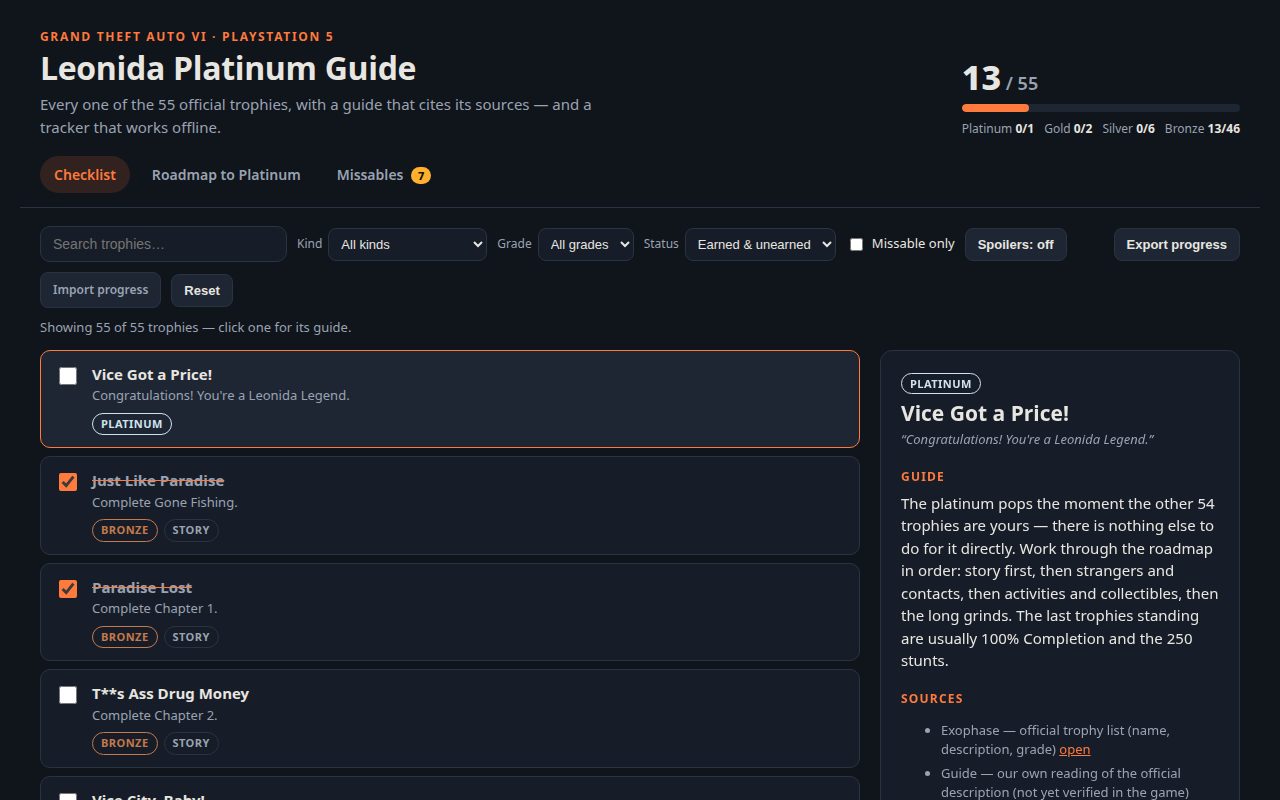 GRAND THEFT AUTO VI · PLAYSTATION 5
Leonida Platinum Guide
Every one of the 55 official trophies, with a guide that cites its sources — and a
tracker that works offline.
13 / 55
Platinum 0/1 Gold 0/2 Silver 0/6 Bronze 13/46
Checklist Roadmap to Platinum Missables 7
Search trophies… Kind All kinds Grade All grades Status Earned & unearned Missable only Spoilers: off Export progress
Import progress Reset
Showing 55 of 55 trophies — click one for its guide.
Vice Got a Price!
Congratulations! You're a Leonida Legend.
PLATINUM
Just Like Paradise
Complete Gone Fishing.
BRONZE STORY
Paradise Lost
Complete Chapter 1.
BRONZE STORY
T**s Ass Drug Money
Complete Chapter 2.
BRONZE STORY
Vice City, Baby!
PLATINUM
Vice Got a Price!
“Congratulations! You're a Leonida Legend.”
GUIDE
The platinum pops the moment the other 54
trophies are yours — there is nothing else to
do for it directly. Work through the roadmap
in order: story first, then strangers and
contacts, then activities and collectibles, then
the long grinds. The last trophies standing
are usually 100% Completion and the 250
stunts.
SOURCES
Exophase — official trophy list (name,
description, grade) open
Guide — our own reading of the official
description (not yet verified in the game)